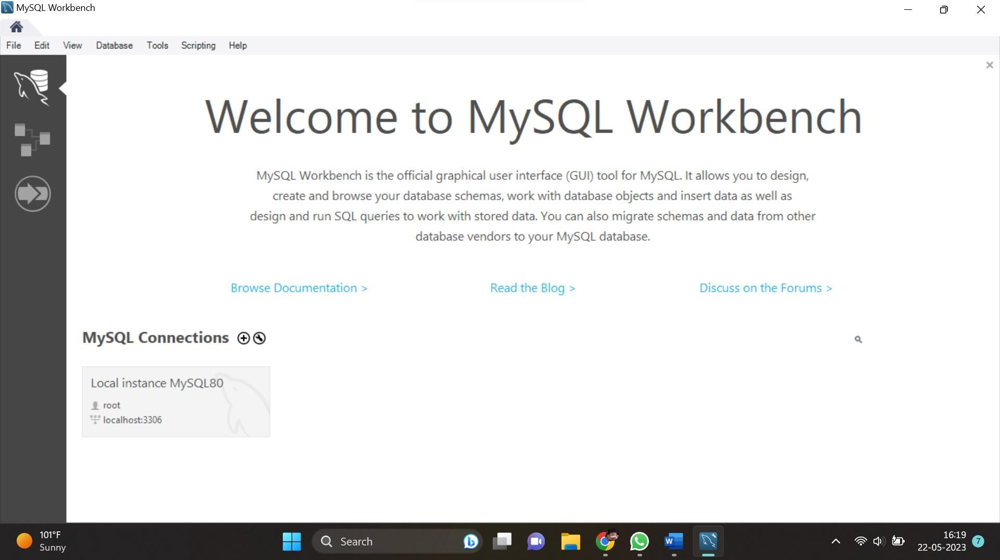 MySQL Workbench
File Edit View Database Tools Scripting Help
Welcome to MySQL Workbench
MySQL Workbench is the official graphical user interface (GUI) tool for MySQL. It allows you to design,
create and browse your database schemas, work with database objects and insert data as well as
design and run SQL queries to work with stored data. You can also migrate schemas and data from other
database vendors to your MySQL database.
Browse Documentation > Read the Blog > Discuss on the Forums >
MySQL Connections
Local instance MySQL80
root
localhost:3306
101°F
Sunny
Search
W
16:19
22-05-2023
7